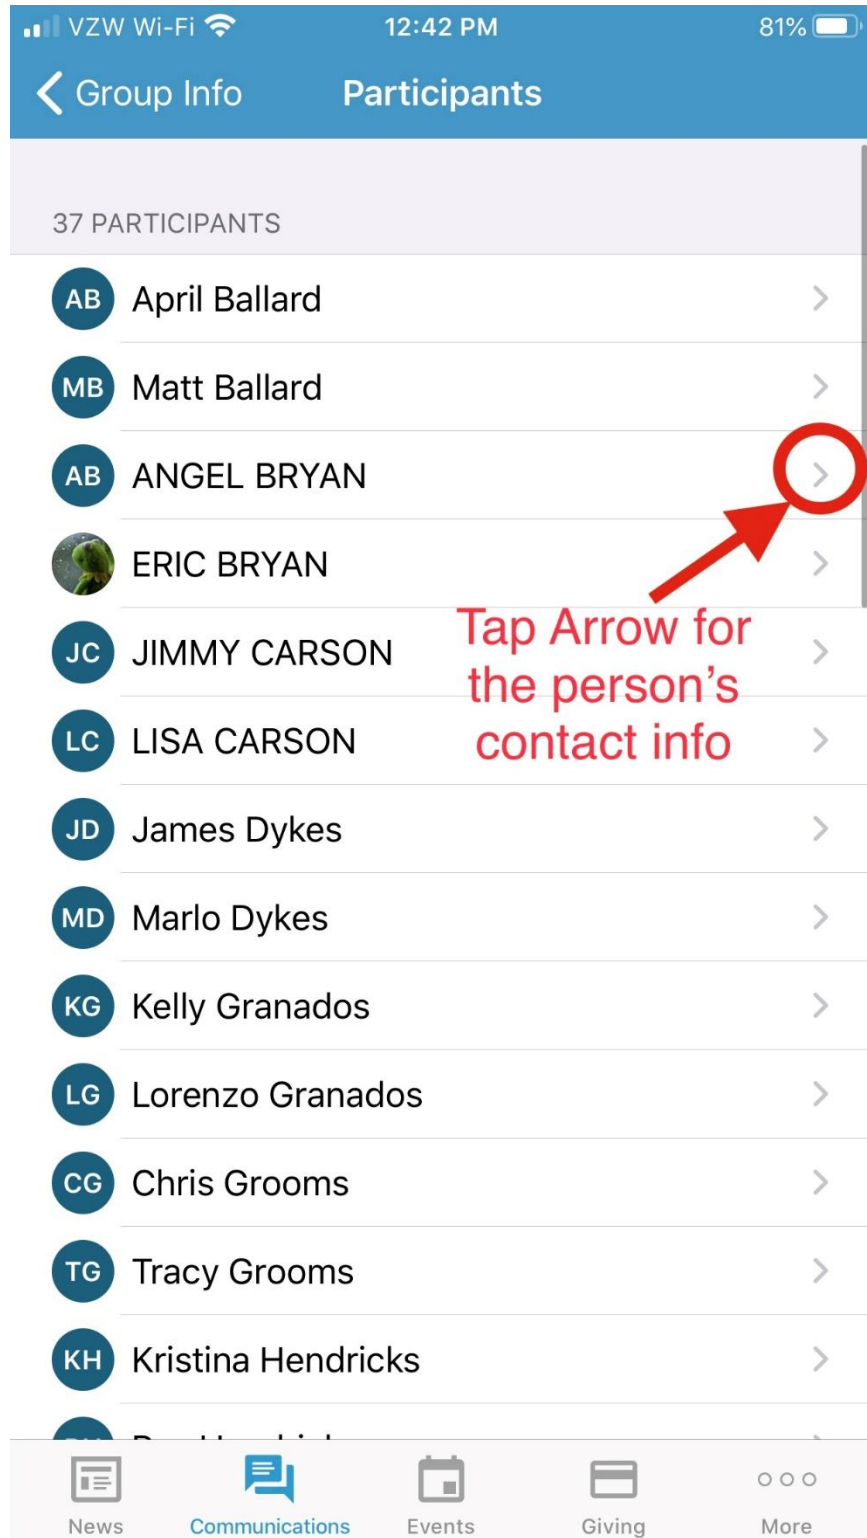 VZW Wi-Fi 12:42 PM 81%
Group Info Participants
37 PARTICIPANTS
AB April Ballard
MB Matt Ballard
AB ANGEL BRYAN
ERIC BRYAN
JC JIMMY CARSON
LC LISA CARSON
Tap Arrow for
the person's
contact info
JD James Dykes
MD Marlo Dykes
KG Kelly Granados
LG Lorenzo Granados
CG Chris Grooms
TG Tracy Grooms
KH Kristina Hendricks
News Communications Events Giving More